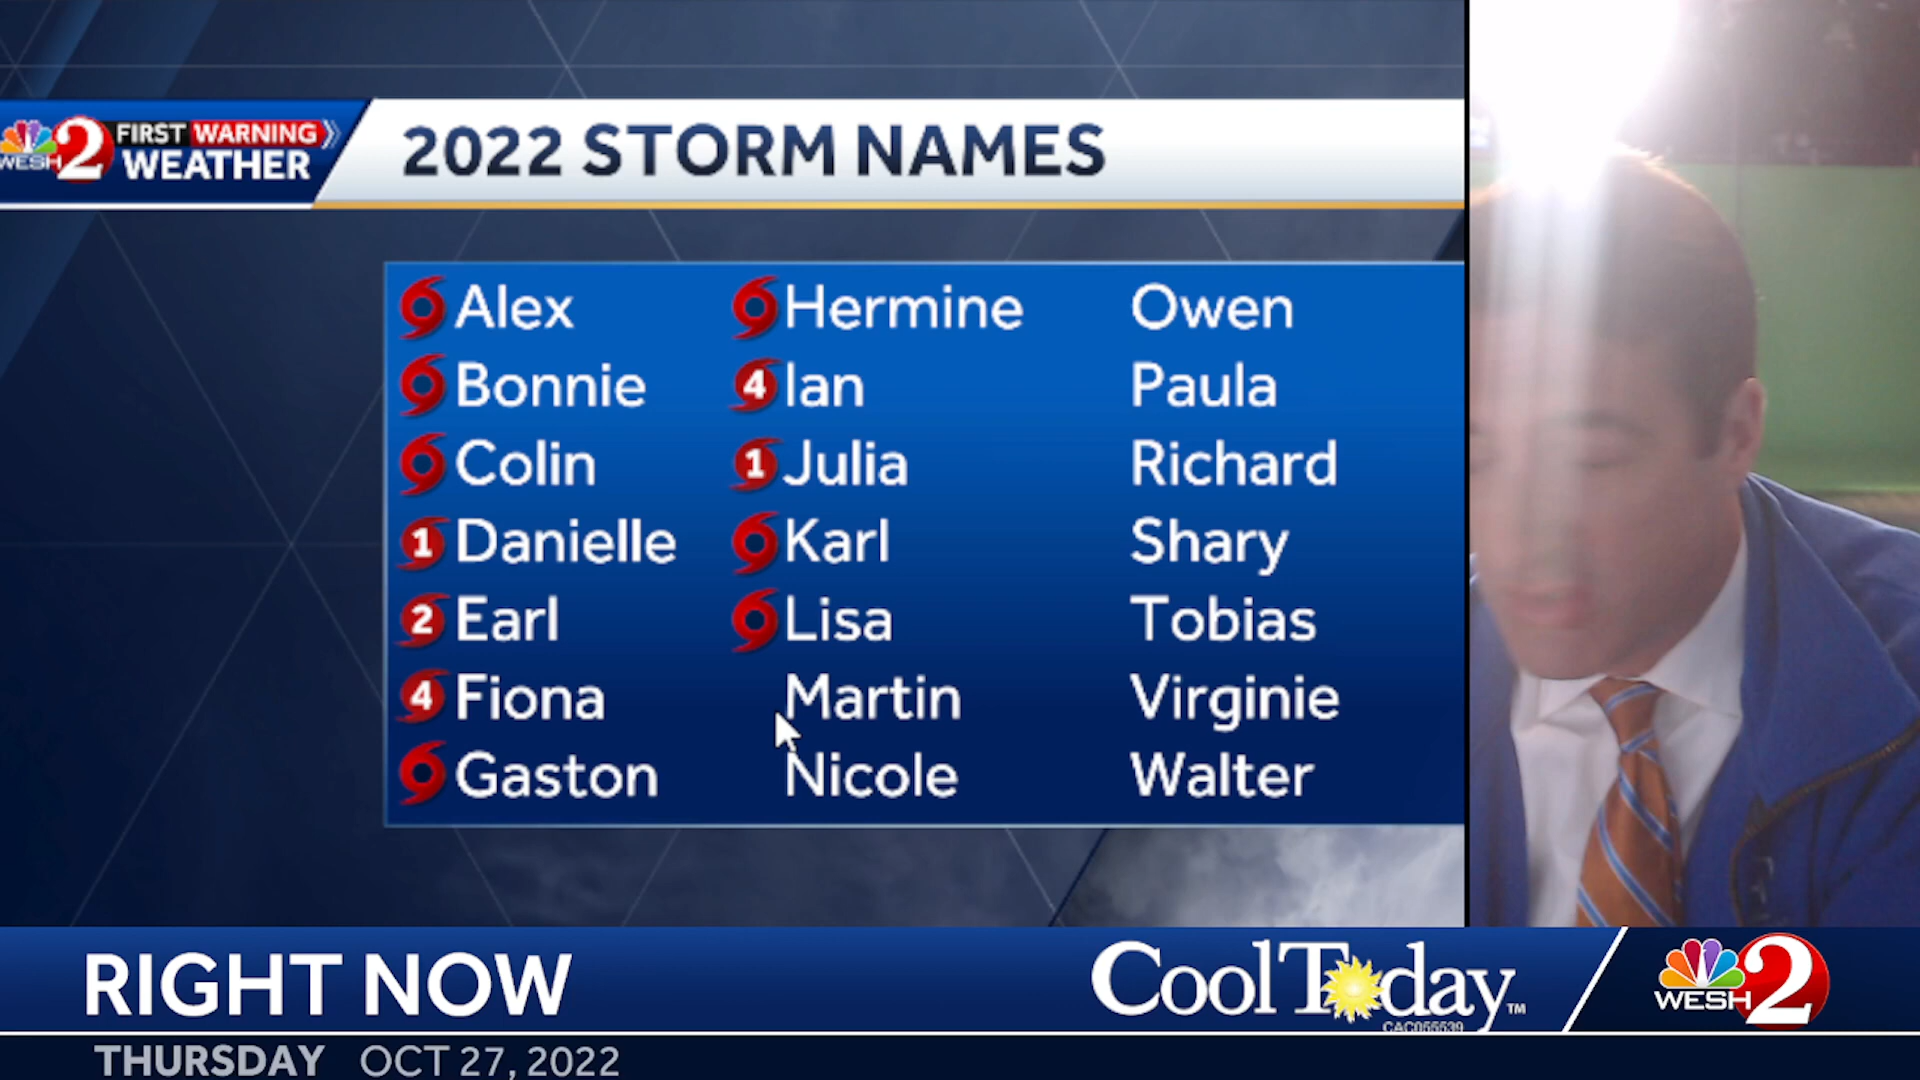 WESH 2 FIRST WARNING WEATHER
2022 STORM NAMES
Alex
Bonnie
Colin
1 Danielle
2 Earl
4 Fiona
Gaston
Hermine
4 Ian
1 Julia
Karl
Lisa
Martin
Nicole
Owen
Paula
Richard
Shary
Tobias
Virginie
Walter
RIGHT NOW
CoolToday™
CAC055539
WESH 2
THURSDAY OCT 27, 2022